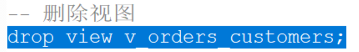 -- 删除视图
drop view v_orders_customers;